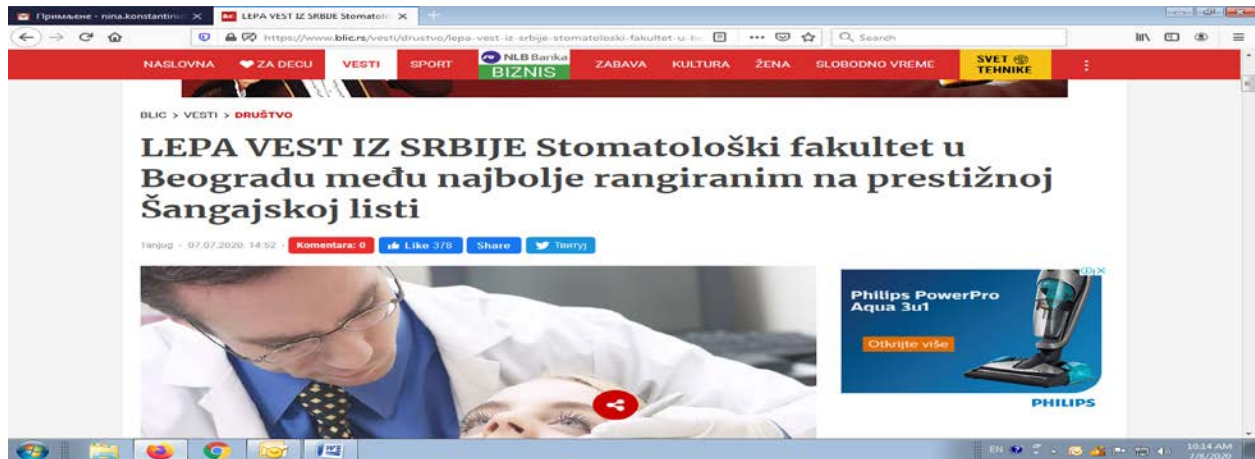 Примљене - nina.konstantini
LEPA VEST IZ SRBIJE Stomatolo
https://www.blic.rs/vesti/drustvo/lepa-vest-iz-srbije-stomatoloski-fakultet-u-b
Search
NASLOVNA ZA DECU VESTI SPORT NLB Banka BIZNIS ZABAVA KULTURA ŽENA SLOBODNO VREME SVET TEHNIKE
BLIC > VESTI > DRUŠTVO
LEPA VEST IZ SRBIJE Stomatološki fakultet u
Beogradu među najbolje rangiranim na prestižnoj
Šangajskoj listi
Tanjug - 07.07.2020. 14:52 - Komentara: 0 Like 378 Share Твитуј
Philips PowerPro
Aqua 3u1
Otkrijte više
PHILIPS
EN
10:14 AM
7/8/2020